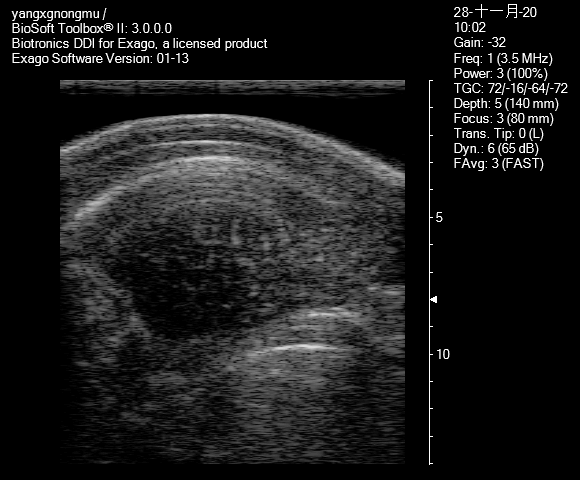 yangxgnongmu /
BioSoft Toolbox® II: 3.0.0.0
Biotronics DDI for Exago, a licensed product
Exago Software Version: 01-13
28-十一月-20
10:02
Gain: -32
Freq: 1 (3.5 MHz)
Power: 3 (100%)
TGC: 72/-16/-64/-72
Depth: 5 (140 mm)
Focus: 3 (80 mm)
Trans. Tip: 0 (L)
Dyn.: 6 (65 dB)
FAvg: 3 (FAST)
5
10